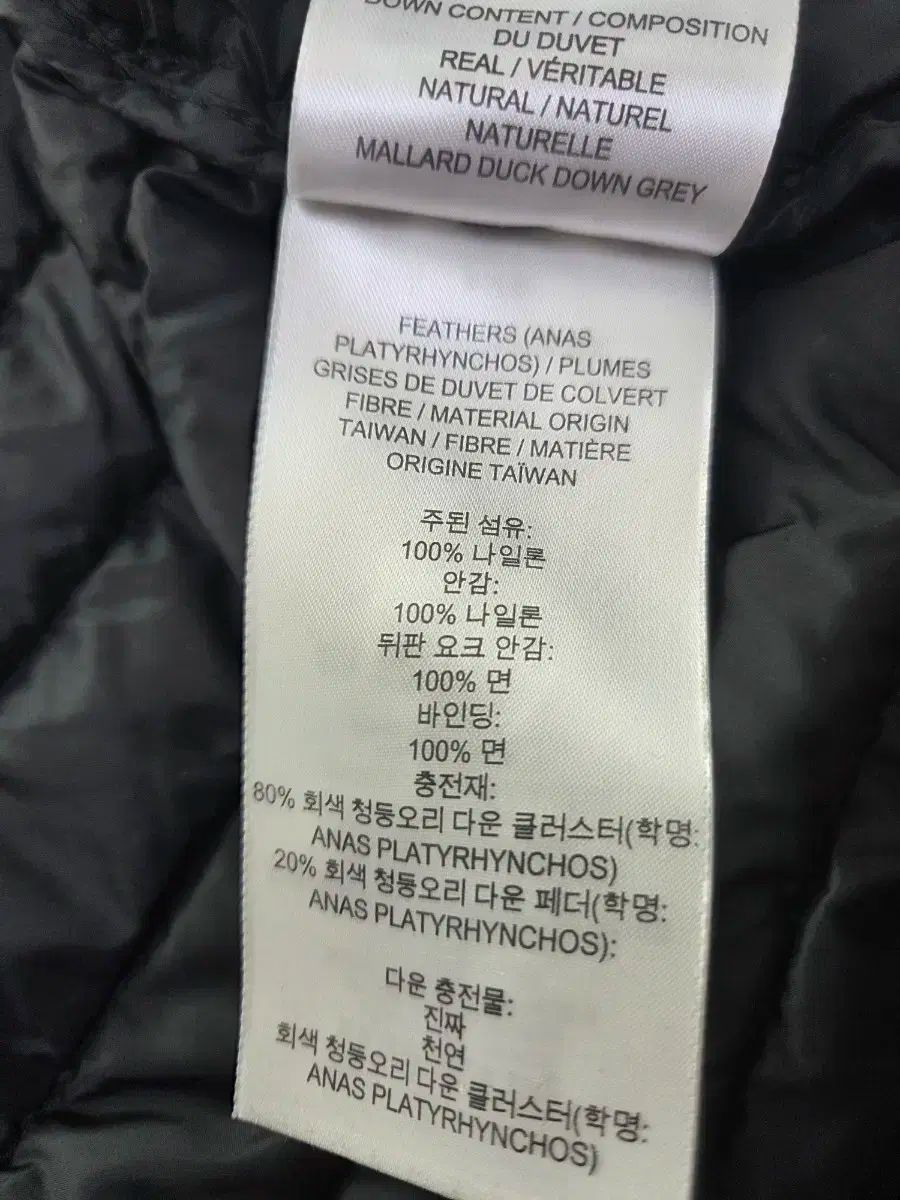 DOWN CONTENT / COMPOSITION
DU DUVET
REAL / VÉRITABLE
NATURAL / NATUREL
NATURELLE
MALLARD DUCK DOWN GREY
FEATHERS (ANAS
PLATYRHYNCHOS) / PLUMES
GRISES DE DUVET DE COLVERT
FIBRE / MATERIAL ORIGIN
TAIWAN / FIBRE / MATIÈRE
ORIGINE TAÏWAN
주된 섬유:
100% 나일론
안감:
100% 나일론
뒤판 요크 안감:
100% 면
바인딩:
100% 면
충전재:
80% 회색 청둥오리 다운 클러스터(학명:
ANAS PLATYRHYNCHOS)
20% 회색 청둥오리 다운 페더(학명:
ANAS PLATYRHYNCHOS):
다운 충전물:
진짜
천연
회색 청둥오리 다운 클러스터(학명:
ANAS PLATYRHYNCHOS)